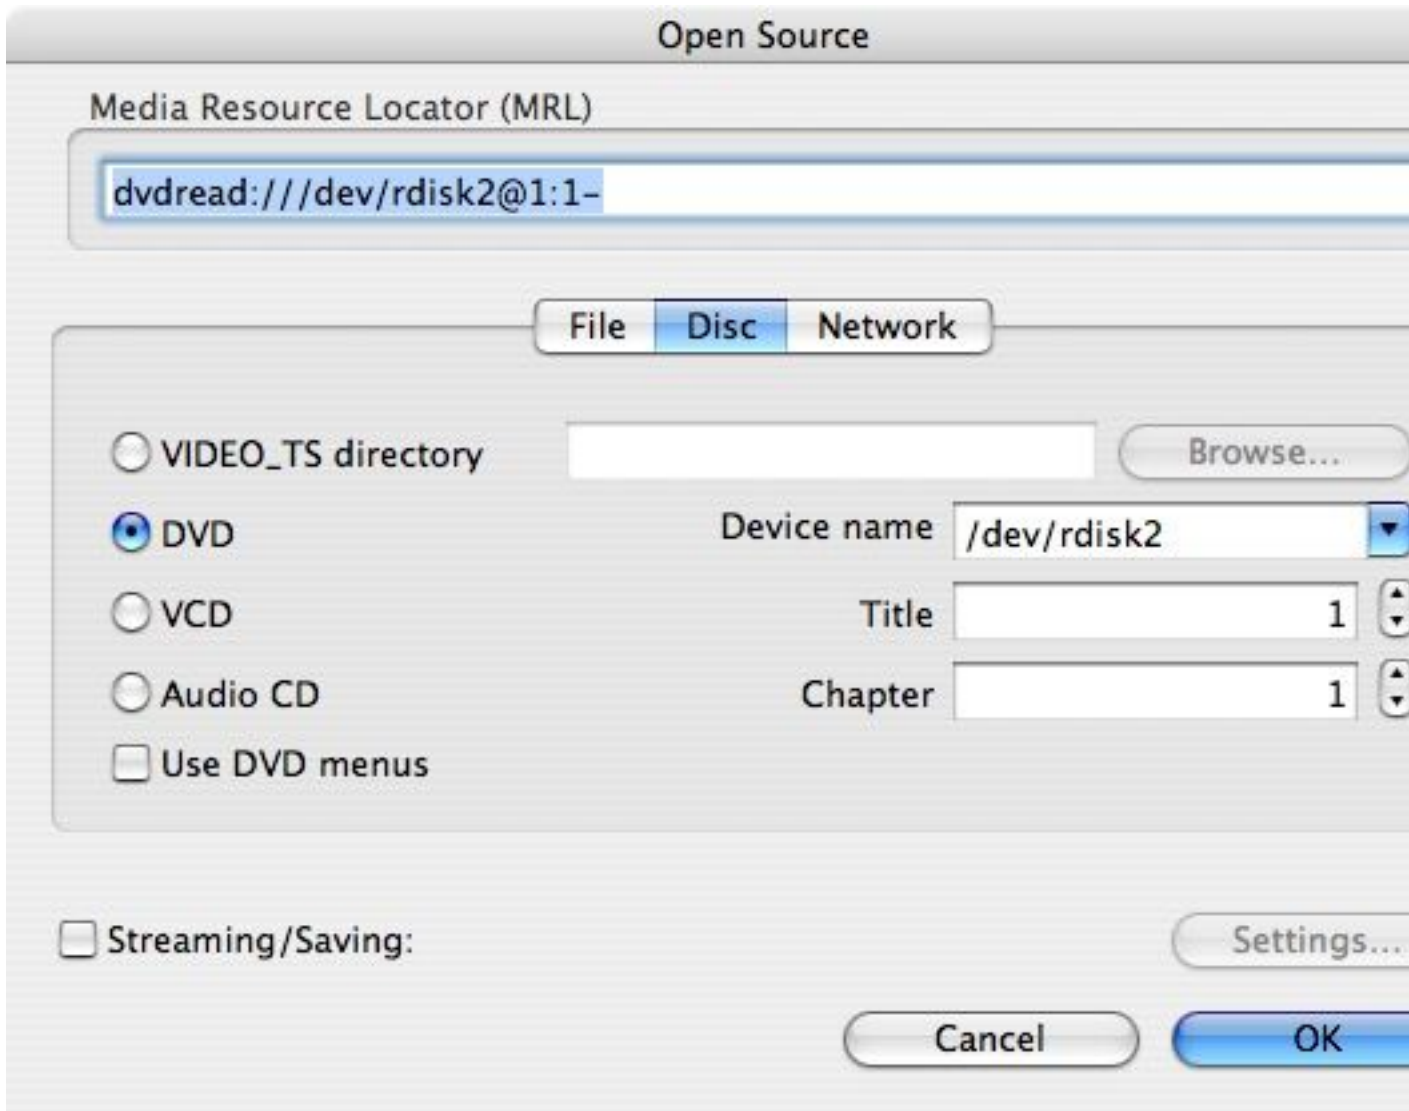 Open Source
Media Resource Locator (MRL)
dvdread:///dev/rdisk2@1:1-
File Disc Network
VIDEO_TS directory Browse...
DVD Device name /dev/rdisk2
VCD Title 1
Audio CD Chapter 1
Use DVD menus
Streaming/Saving: Settings...
Cancel OK